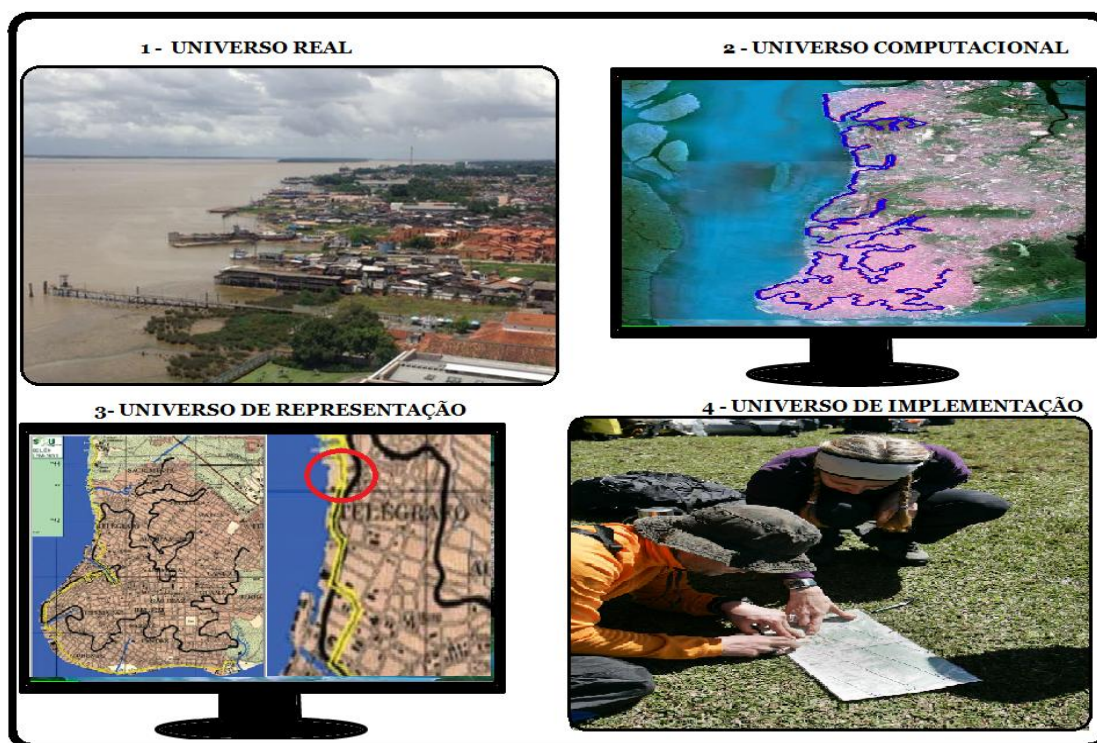 1 - UNIVERSO REAL
2 - UNIVERSO COMPUTACIONAL
3- UNIVERSO DE REPRESENTAÇÃO
4 - UNIVERSO DE IMPLEMENTAÇÃO
TELEGRAFO